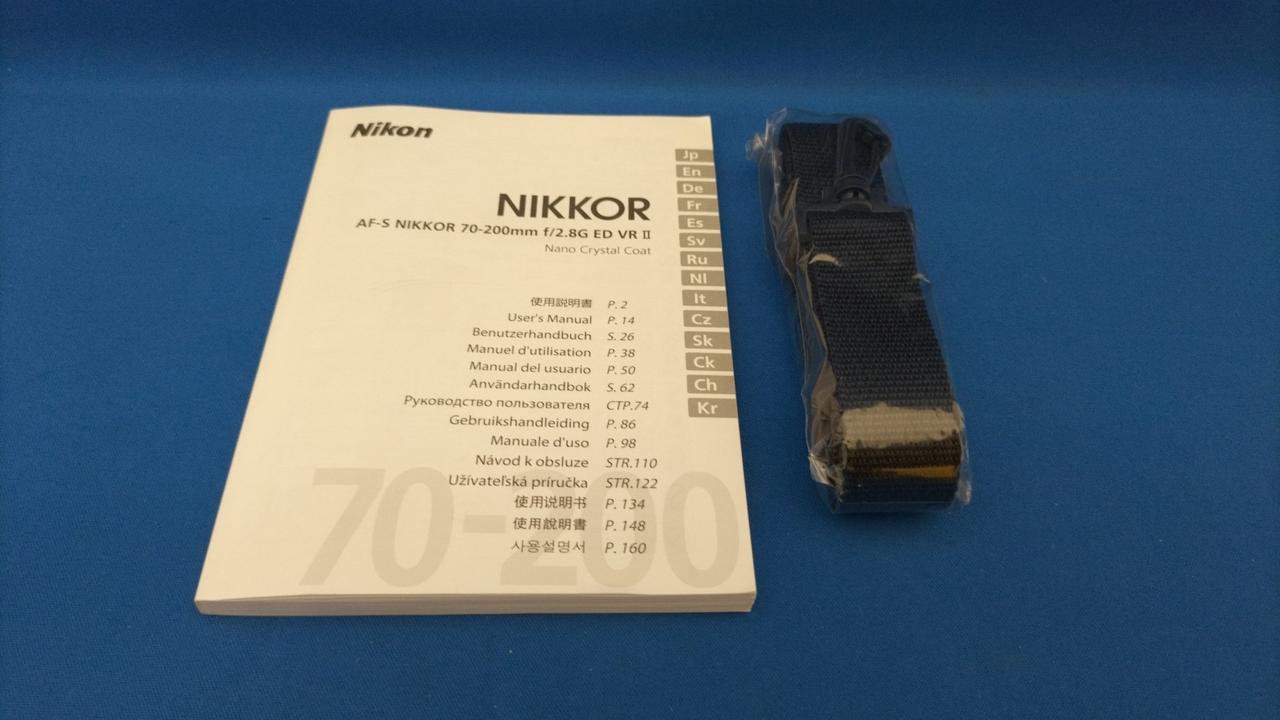 Nikon
NIKKOR
AF-S NIKKOR 70-200mm f/2.8G ED VR II
Nano Crystal Coat
Jp
En
De
Fr
Es
Sv
Ru
Nl
It
Cz
Sk
Ck
Ch
Kr
使用説明書 P. 2
User's Manual P. 14
Benutzerhandbuch S. 26
Manuel d'utilisation P. 38
Manual del usuario P. 50
Användarhandbok S. 62
Руководство пользователя СТР.74
Gebruikshandleiding P. 86
Manuale d'uso P. 98
Návod k obsluze STR.110
Užívateľská príručka STR.122
使用说明书 P. 134
使用說明書 P. 148
사용설명서 P. 160
70-200